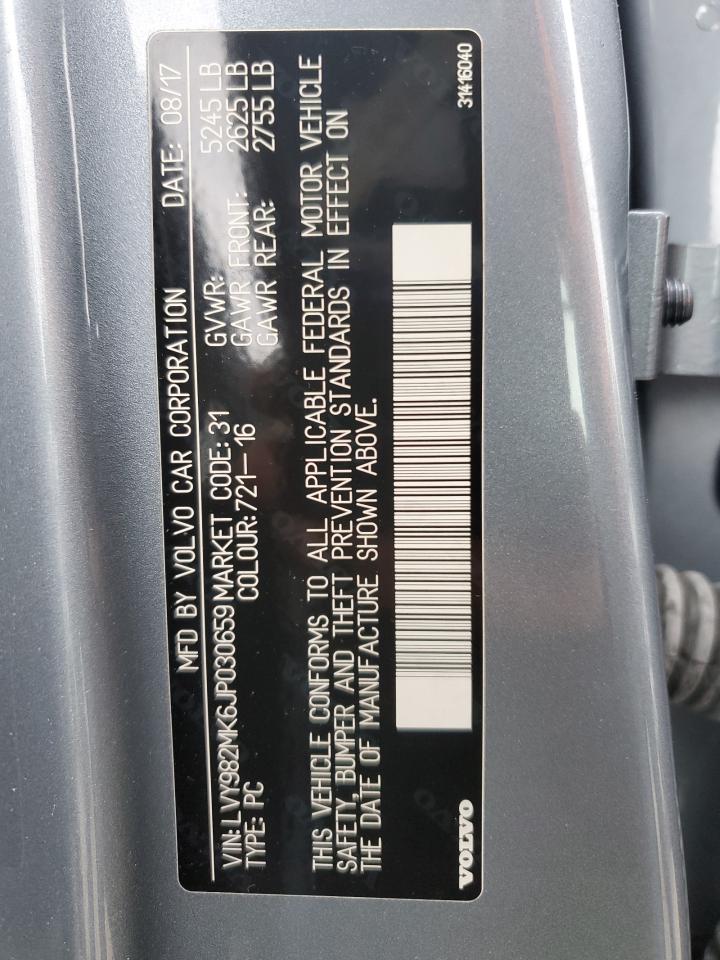 MFD BY VOLVO CAR CORPORATION DATE: 08/17
VIN: LVY982MK6JP030659 MARKET CODE: 31 GVWR: 5245 LB
TYPE: PC COLOUR: 721-16 GAWR FRONT: 2625 LB
GAWR REAR: 2755 LB
THIS VEHICLE CONFORMS TO ALL APPLICABLE FEDERAL MOTOR VEHICLE
SAFETY, BUMPER AND THEFT PREVENTION STANDARDS IN EFFECT ON
THE DATE OF MANUFACTURE SHOWN ABOVE.
VOLVO 31416040